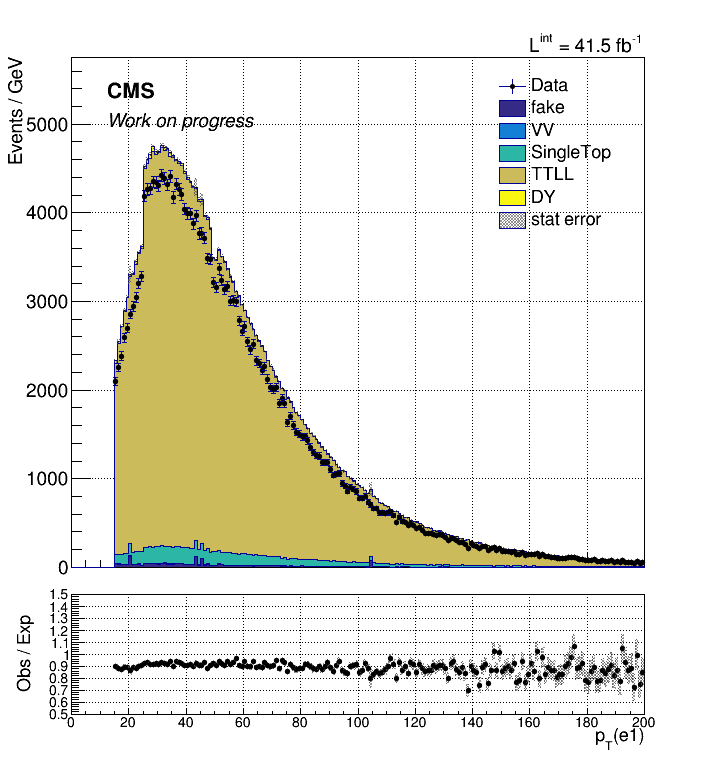 L^int = 41.5 fb^-1
Events / GeV
CMS
Work on progress
Data
fake
VV
SingleTop
TTLL
DY
stat error
5000
4000
3000
2000
1000
0
Obs / Exp
1.5
1.4
1.3
1.2
1.1
1
0.9
0.8
0.7
0.6
0.5
0 20 40 60 80 100 120 140 160 180 200
p_T(e1)